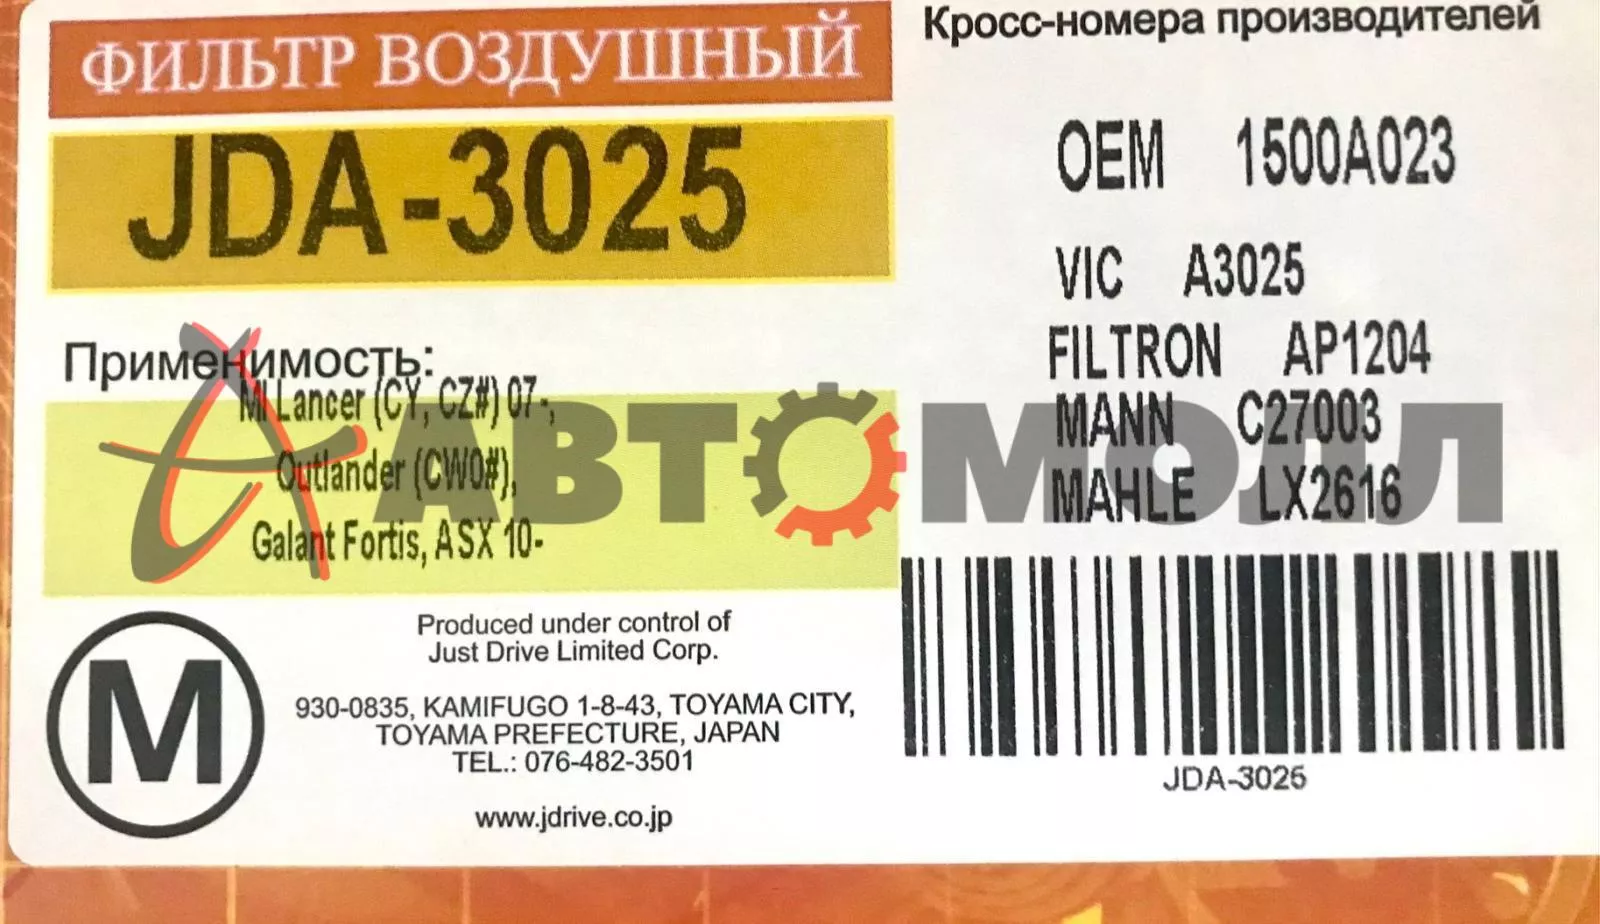 ФИЛЬТР ВОЗДУШНЫЙ
JDA-3025
Применимость:
MI Lancer (CY, CZ#) 07-,
Outlander (CW0#),
Galant Fortis, ASX 10-
M
Produced under control of
Just Drive Limited Corp.
930-0835, KAMIFUGO 1-8-43, TOYAMA CITY,
TOYAMA PREFECTURE, JAPAN
TEL.: 076-482-3501
www.jdrive.co.jp
Кросс-номера производителей
OEM 1500A023
VIC A3025
FILTRON AP1204
MANN C27003
MAHLE LX2616
JDA-3025
АВТОМОЛЛ